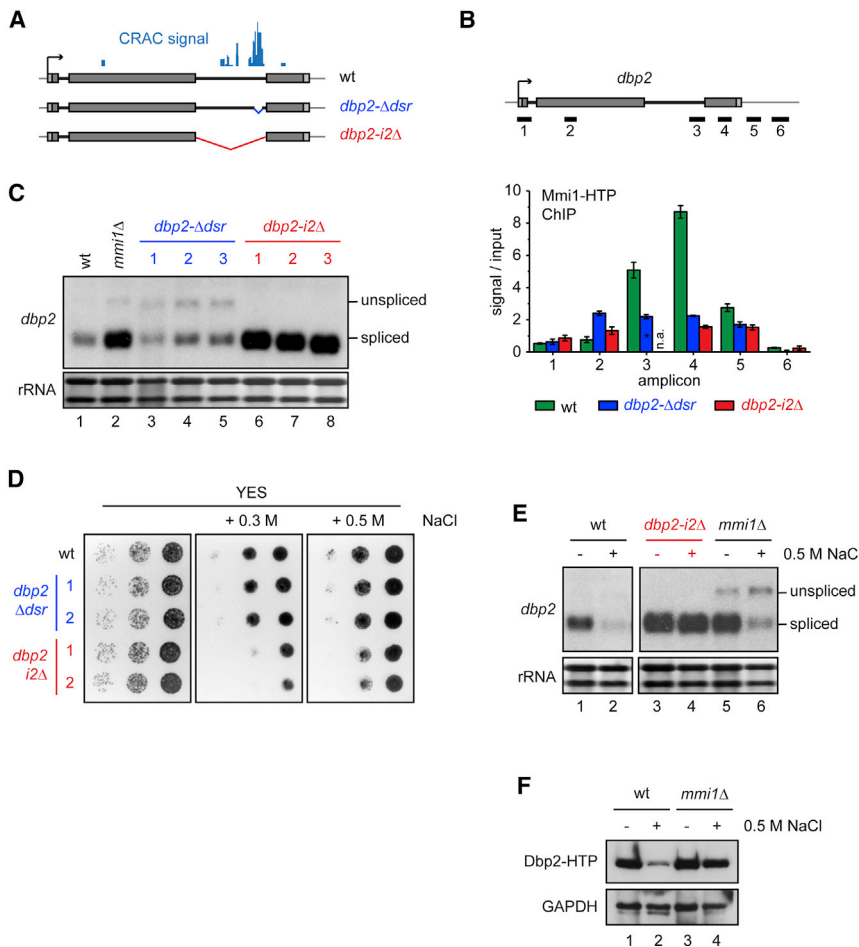 A
CRAC signal
wt
dbp2-Δdsr
dbp2-i2Δ
B
dbp2
1 2 3 4 5 6
Mmi1-HTP
ChIP
signal / input
10
8
6
4
2
0
*
n.a.
1 2 3 4 5 6
amplicon
wt dbp2-Δdsr dbp2-i2Δ
C
wt mmi1Δ dbp2-Δdsr dbp2-i2Δ
1 2 3 1 2 3
dbp2
unspliced
spliced
rRNA
1 2 3 4 5 6 7 8
D
YES
+ 0.3 M + 0.5 M NaCl
wt
dbp2 Δdsr
1
2
dbp2 i2Δ
1
2
E
wt dbp2-i2Δ mmi1Δ
- + - + - + 0.5 M NaC
dbp2
unspliced
spliced
rRNA
1 2 3 4 5 6
F
wt mmi1Δ
- + - + 0.5 M NaCl
Dbp2-HTP
GAPDH
1 2 3 4